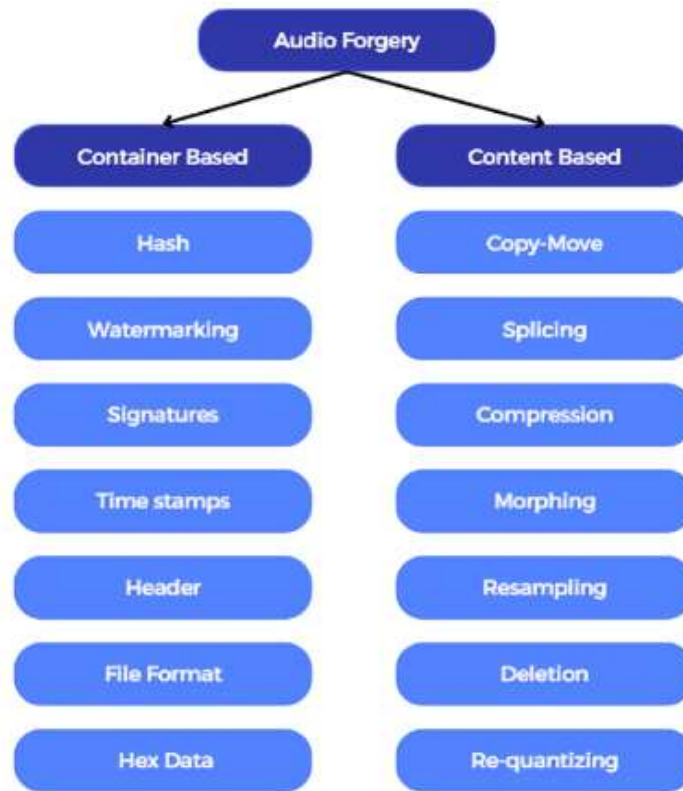 Audio Forgery
Container Based
Content Based
Hash
Copy-Move
Watermarking
Splicing
Signatures
Compression
Time stamps
Morphing
Header
Resampling
File Format
Deletion
Hex Data
Re-quantizing